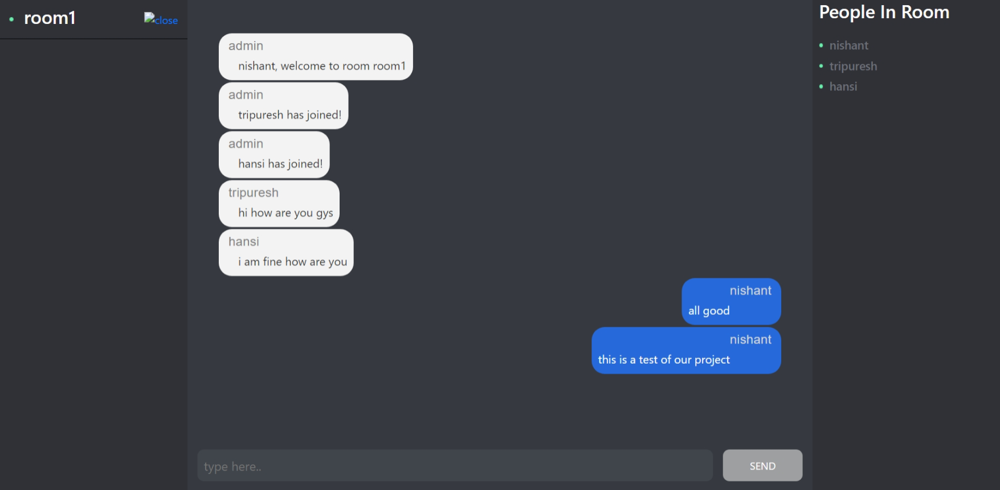 room1
close
admin
nishant, welcome to room room1
admin
tripuresh has joined!
admin
hansi has joined!
tripuresh
hi how are you gys
hansi
i am fine how are you
nishant
all good
nishant
this is a test of our project
type here..
SEND
People In Room
nishant
tripuresh
hansi